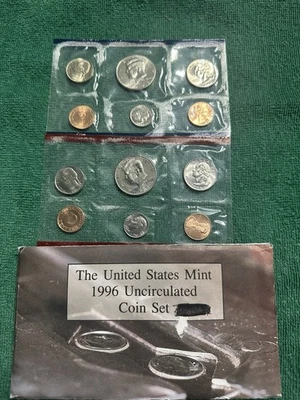 The United States Mint
1996 Uncirculated
Coin Set